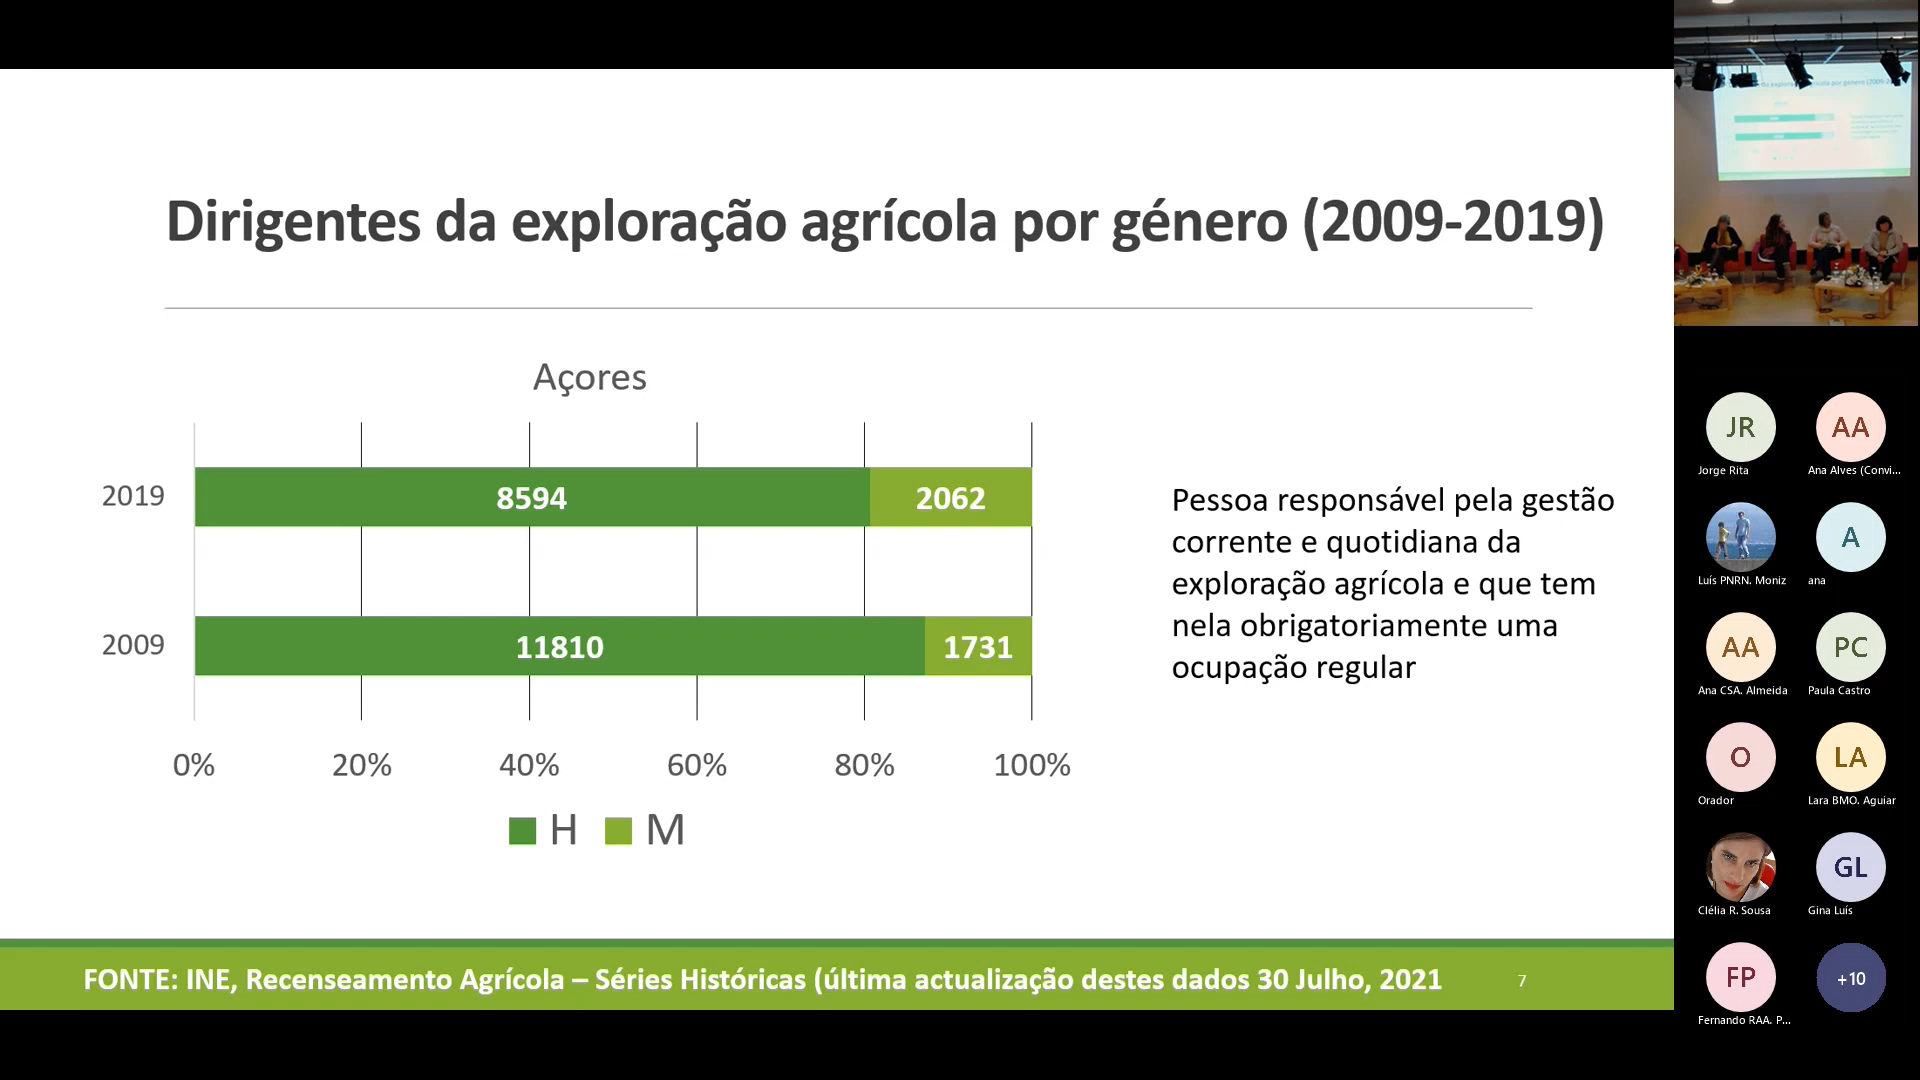 Dirigentes da exploração agrícola por género (2009-2019)
Açores
2019
8594
2062
2009
11810
1731
0%
20%
40%
60%
80%
100%
H
M
Pessoa responsável pela gestão
corrente e quotidiana da
exploração agrícola e que tem
nela obrigatoriamente uma
ocupação regular
FONTE: INE, Recenseamento Agrícola – Séries Históricas (última actualização destes dados 30 Julho, 2021
7
JR
Jorge Rita
AA
Ana Alves (Convi...
Luís PNRN. Moniz
A
ana
AA
Ana CSA. Almeida
PC
Paula Castro
O
Orador
LA
Lara BMO. Aguiar
Clélia R. Sousa
GL
Gina Luís
FP
Fernando RAA. P...
+10